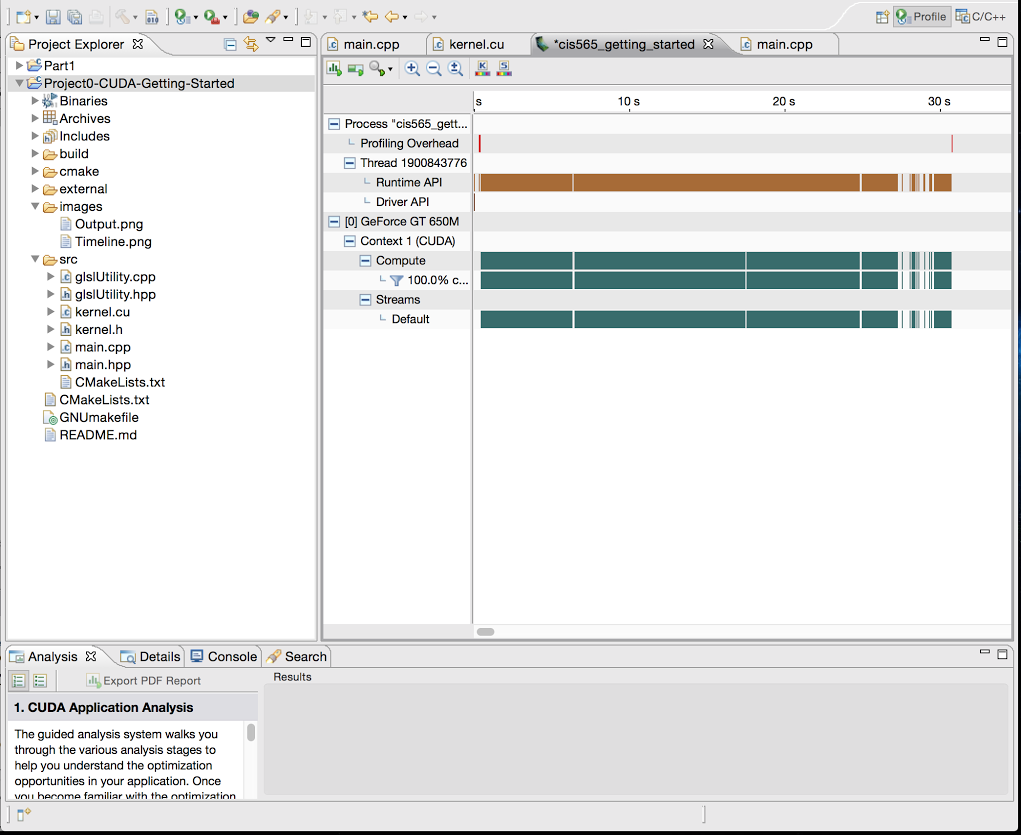 Profile
C/C++
Project Explorer
main.cpp
kernel.cu
*cis565_getting_started
main.cpp
Part1
Project0-CUDA-Getting-Started
Binaries
Archives
Includes
build
cmake
external
images
Output.png
Timeline.png
src
glslUtility.cpp
glslUtility.hpp
kernel.cu
kernel.h
main.cpp
main.hpp
CMakeLists.txt
CMakeLists.txt
GNUmakefile
README.md
s
10 s
20 s
30 s
Process "cis565_gett...
Profiling Overhead
Thread 1900843776
Runtime API
Driver API
[0] GeForce GT 650M
Context 1 (CUDA)
Compute
100.0% c...
Streams
Default
Analysis
Details
Console
Search
Export PDF Report
Results
1. CUDA Application Analysis
The guided analysis system walks you
through the various analysis stages to
help you understand the optimization
opportunities in your application. Once
you become familiar with the optimization